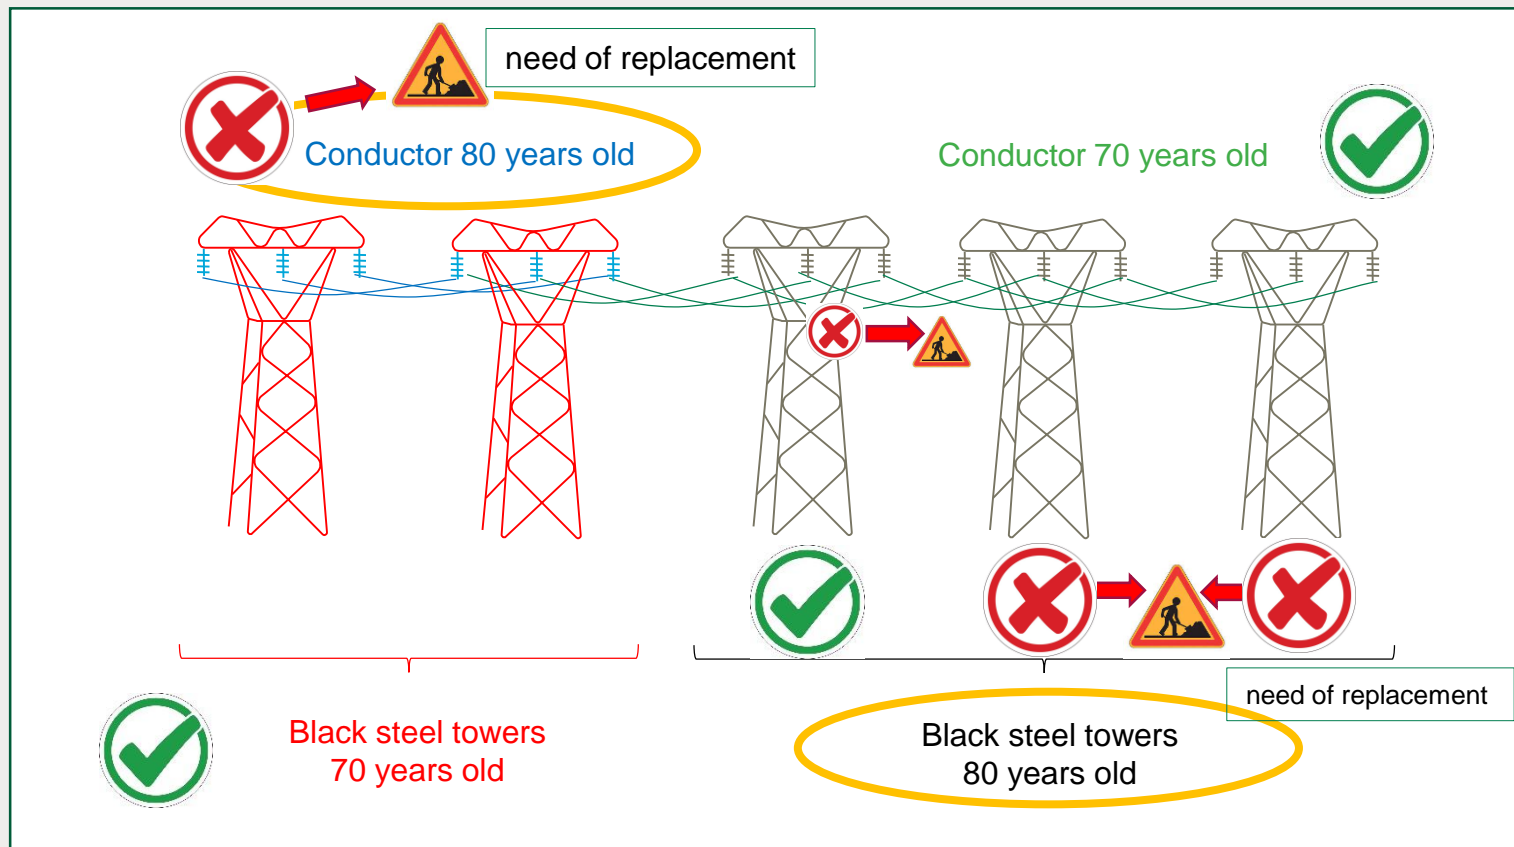 need of replacement
Conductor 80 years old
Conductor 70 years old
need of replacement
Black steel towers
70 years old
Black steel towers
80 years old